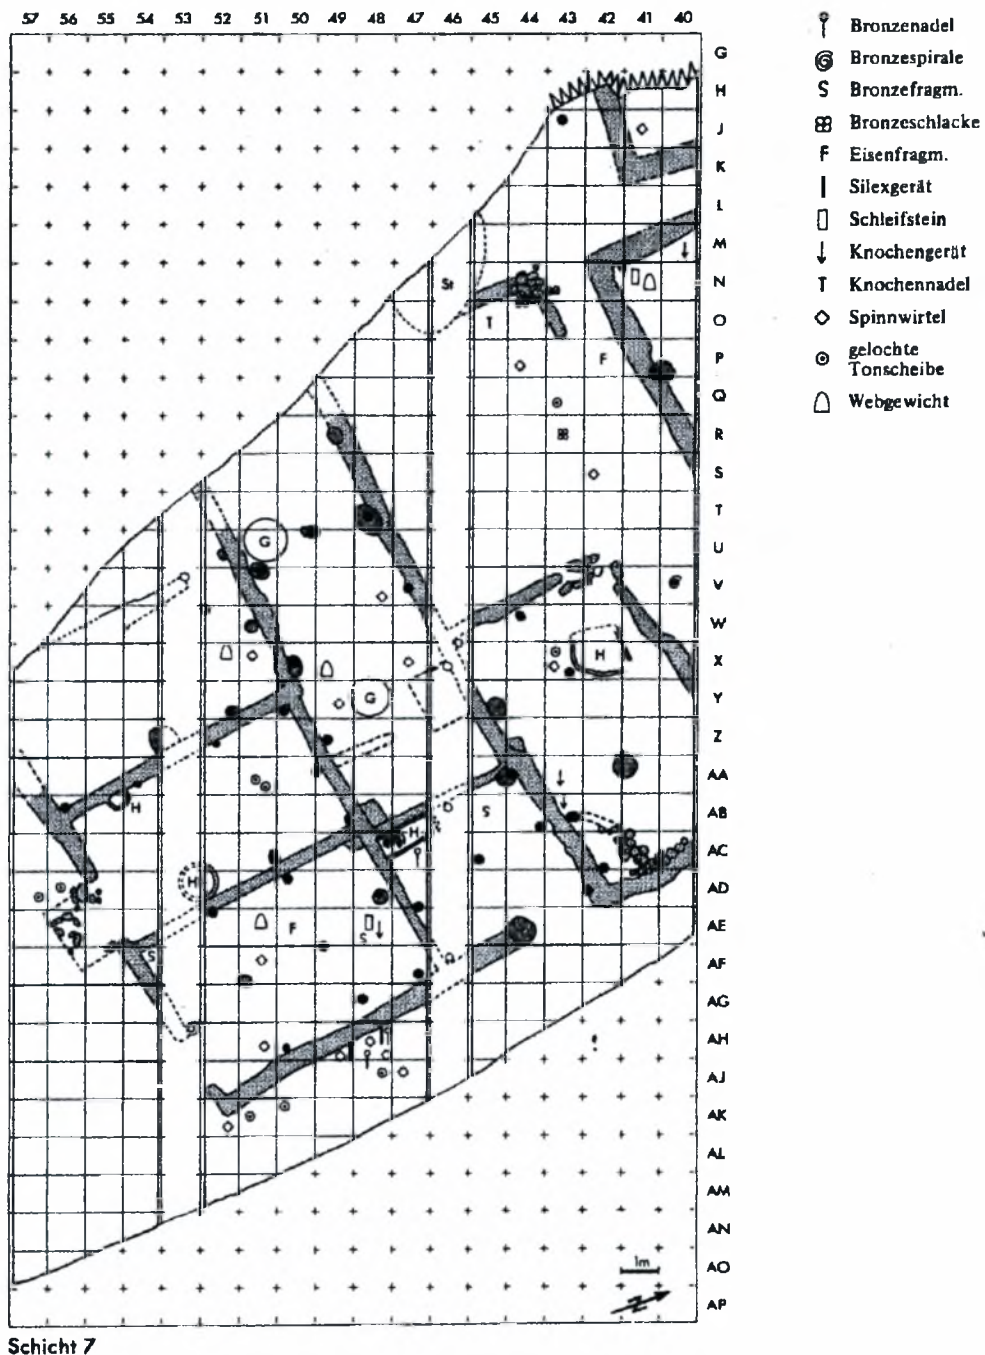 57 56 55 54 53 52 51 50 49 48 47 46 45 44 43 42 41 40
G
H
J
K
L
M
N
O
P
Q
R
S
T
U
V
W
X
Y
Z
AA
AB
AC
AD
AE
AF
AG
AH
AJ
AK
AL
AM
AN
AO
AP
St
T
F
G
H
G
H
S
H
H
F
S
S
1m
Z
Bronzenadel
Bronzespirale
S Bronzefragm.
Bronzeschlacke
F Eisenfragm.
Silexgerät
Schleifstein
Knochengerät
T Knochennadel
Spinnwirtel
gelochte
Tonscheibe
Webgewicht
Schicht 7